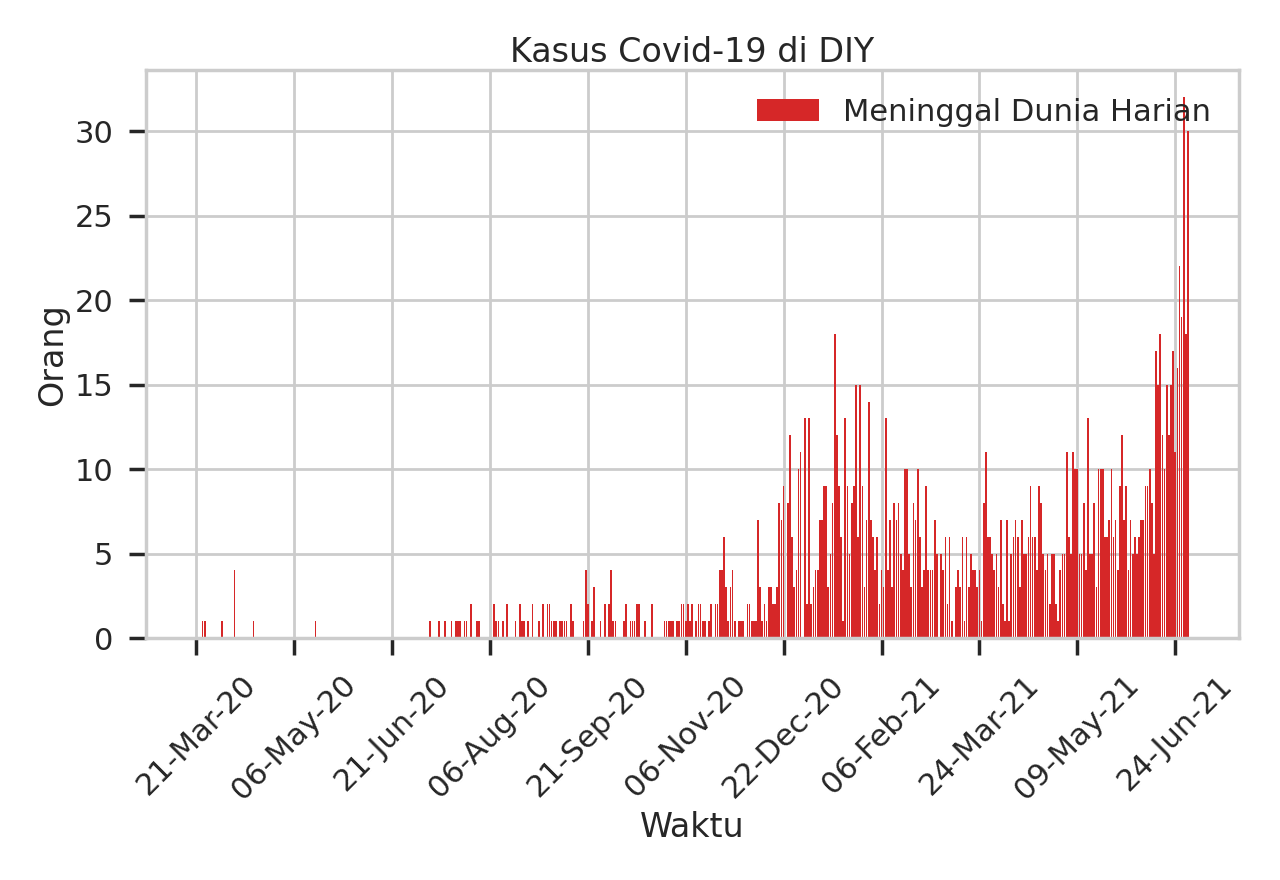 Kasus Covid-19 di DIY
Meninggal Dunia Harian
30
25
20
15
10
5
0
Orang
21-Mar-20
06-May-20
21-Jun-20
06-Aug-20
21-Sep-20
06-Nov-20
22-Dec-20
06-Feb-21
24-Mar-21
09-May-21
24-Jun-21
Waktu